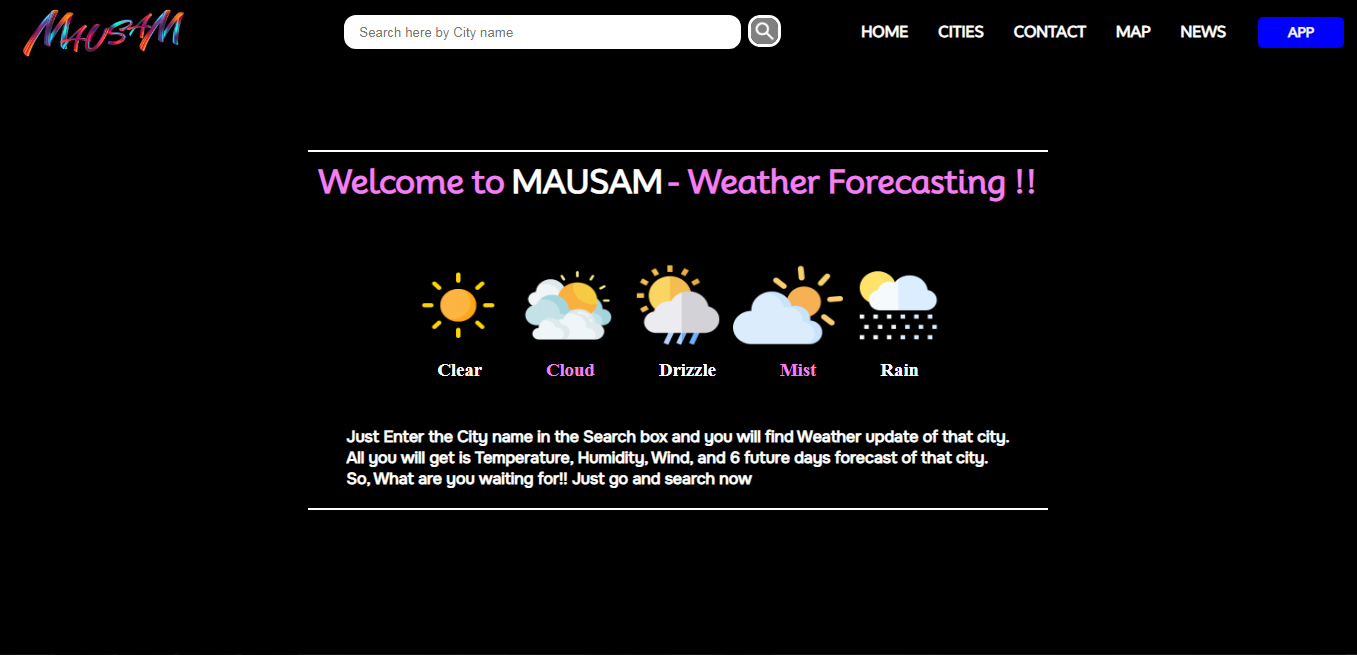 MAUSAM
Search here by City name
HOME CITIES CONTACT MAP NEWS APP
Welcome to MAUSAM - Weather Forecasting !!
Clear Cloud Drizzle Mist Rain
Just Enter the City name in the Search box and you will find Weather update of that city.
All you will get is Temperature, Humidity, Wind, and 6 future days forecast of that city.
So, What are you waiting for!! Just go and search now